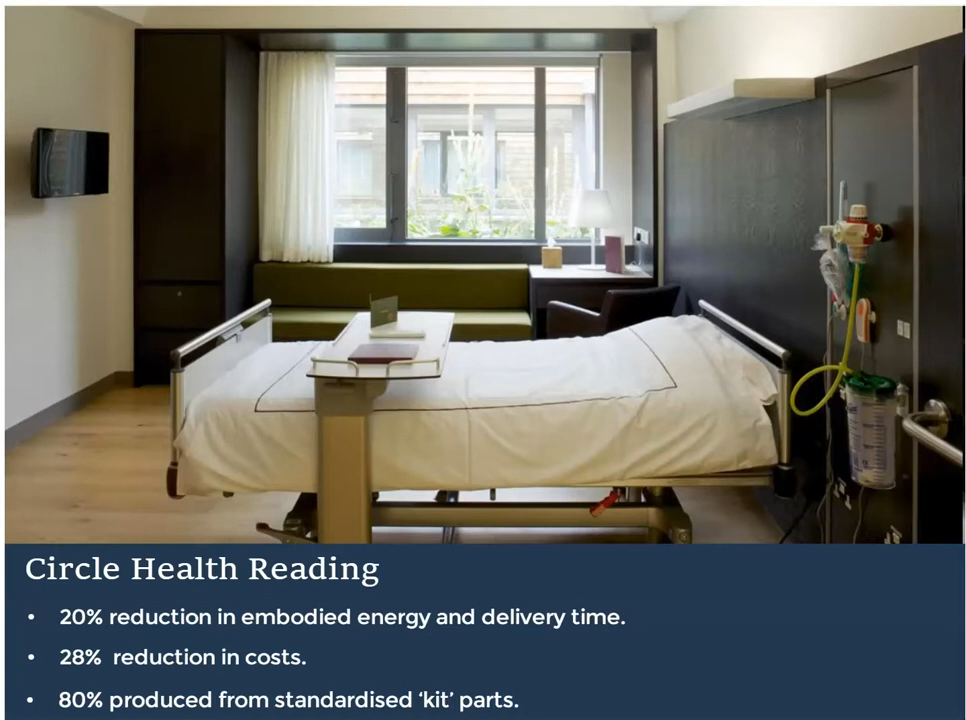 Circle Health Reading
• 20% reduction in embodied energy and delivery time.
• 28% reduction in costs.
• 80% produced from standardised ‘kit’ parts.